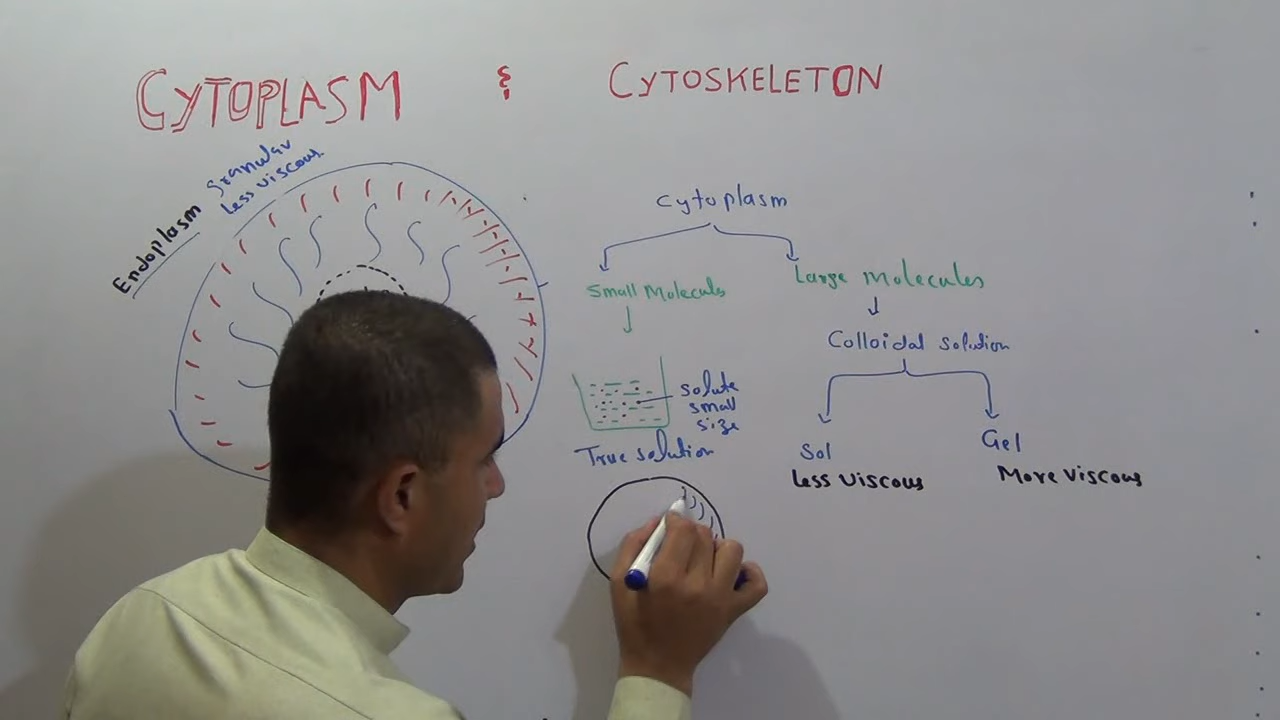 CYTOPLASM & CYTOSKELETON
Granular
Less viscous
Endoplasm
Cytoplasm
Small Molecules
Large Molecules
Colloidal Solution
solute
small
size
True solution
Sol
Less Viscous
Gel
More viscous